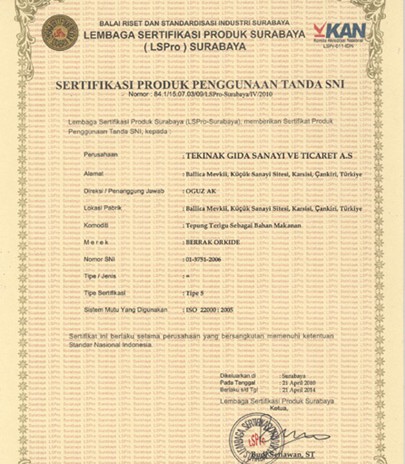 BALAI RISET DAN STANDARDISASI INDUSTRI SURABAYA
LEMBAGA SERTIFIKASI PRODUK SURABAYA
( LSPro ) SURABAYA
KAN
Komite Akreditasi Nasional
LSPr-011-IDN
SERTIFIKASI PRODUK PENGGUNAAN TANDA SNI
Nomor : 84.1/15.07.03/09/LSPro-Surabaya/IV/2010
Lembaga Sertifikasi Produk Surabaya (LSPro-Surabaya), memberikan Sertifikat Produk
Penggunaan Tanda SNI, kepada :
Perusahaan : TEKINAK GIDA SANAYI VE TICARET A.S
Alamat : Ballica Mevkii, Küçük Sanayi Sitesi, Karsisi, Çankiri, Türkiye
Direksi / Penanggung Jawab : OGUZ AK
Lokasi Pabrik : Ballica Mevkii, Küçük Sanayi Sitesi, Karsisi, Çankiri, Türkiye
Komoditi : Tepung Terigu Sebagai Bahan Makanan
M e r e k : BERRAK ORKIDE
Nomor SNI : 01-3751-2006
Tipe / Jenis : =
Tipe Sertifikasi : Tipe 5
Sistem Mutu Yang Digunakan : ISO 22000 : 2005
Sertifikat ini berlaku selama perusahaan yang bersangkutan memenuhi ketentuan
Standar Nasional Indonesia.
Dikeluarkan di : Surabaya
Pada Tanggal : 21 April 2010
Berlaku s/d Tgl : 21 April 2014
Lembaga Sertifikasi Produk Surabaya
Ketua,
LSPro
Setiawan, ST